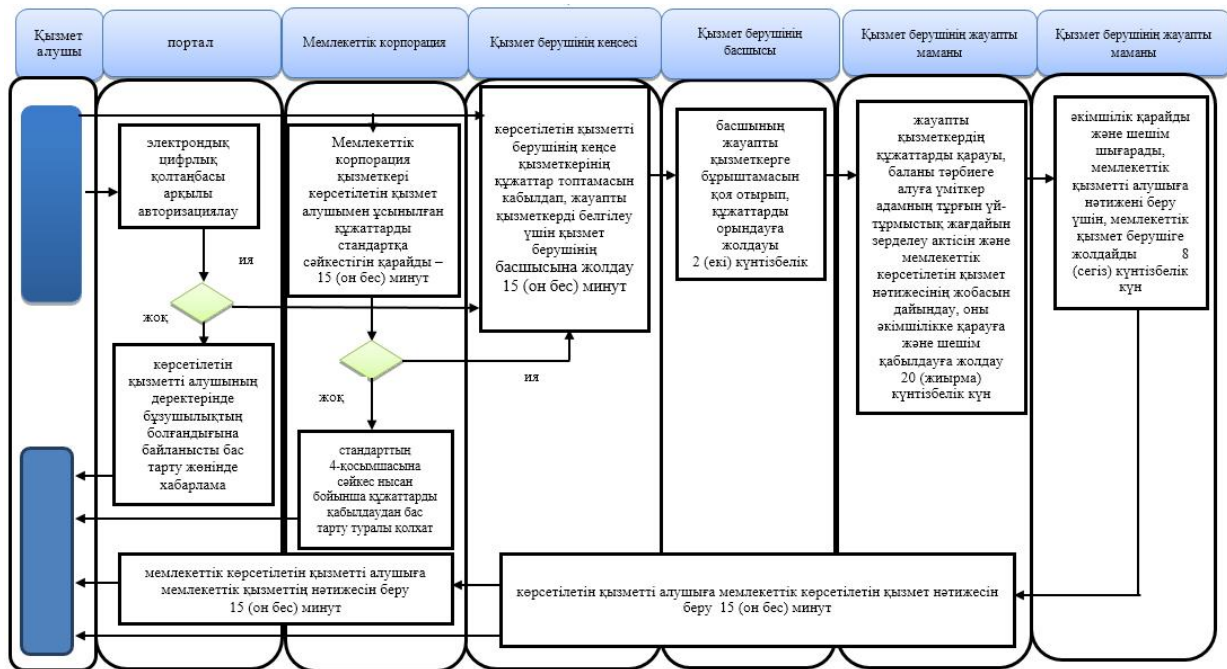 Қызмет
алушы
портал
Мемлекеттік корпорация
Қызмет берушінің кеңсесі
Қызмет берушінің
басшысы
Қызмет берушінің жауапты
маманы
Қызмет берушінің жауапты
маманы
электрондық
цифрлық
қолтаңбасы
арқылы
авторизациялау
ия
жоқ
көрсетілетін
қызметті
алушының
деректерінде
бұзушылықтың
болғандығына
байланысты бас
тарту жөнінде
хабарлама
Мемлекеттік
корпорация
қызметкері
көрсетілетін қызмет
алушымен ұсынылған
құжаттарды
стандартқа
сәйкестігін қарайды –
15 (он бес) минут
ия
жоқ
стандарттың
4-қосымшасына
сәйкес нысан
бойынша құжаттарды
қабылдаудан бас
тарту туралы қолхат
көрсетілетін қызметті
берушінің кеңсе
қызметкерінің
құжаттар топтамасын
кабылдап, жауапты
қызметкерді белгілеу
үшін қызмет
берушінің
басшысына жолдау
15 (он бес) минут
басшының
жауапты
қызметкерге
бұрыштамасын
қоя отырып,
құжаттарды
орындауға
жолдауы
2 (екі) күнтізбелік
жауапты
қызметкердің
құжаттарды қарауы,
баланы тәрбиеге
алуға үміткер
адамның тұрғын үй-
тұрмыстық жағдайын
зерделеу актісін және
мемлекеттік
көрсетілетін қызмет
нәтижесінің жобасын
дайындау, оны
әкімшілікке қарауға
және шешім
қабылдауға жолдау
20 (жиырма)
күнтізбелік күн
әкімшілік қарайды
және шешім
шығарады,
мемлекеттік
қызметті алушыға
нәтижені беру
үшін, мемлекеттік
қызмет берушіге
жолдайды 8
(сегіз) күнтізбелік
күн
мемлекеттік көрсетілетін қызметті алушыға
мемлекеттік қызметтің нәтижесін беру
15 (он бес) минут
көрсетілетін қызметті алушыға мемлекеттік көрсетілетін қызмет нәтижесін
беру 15 (он бес) минут